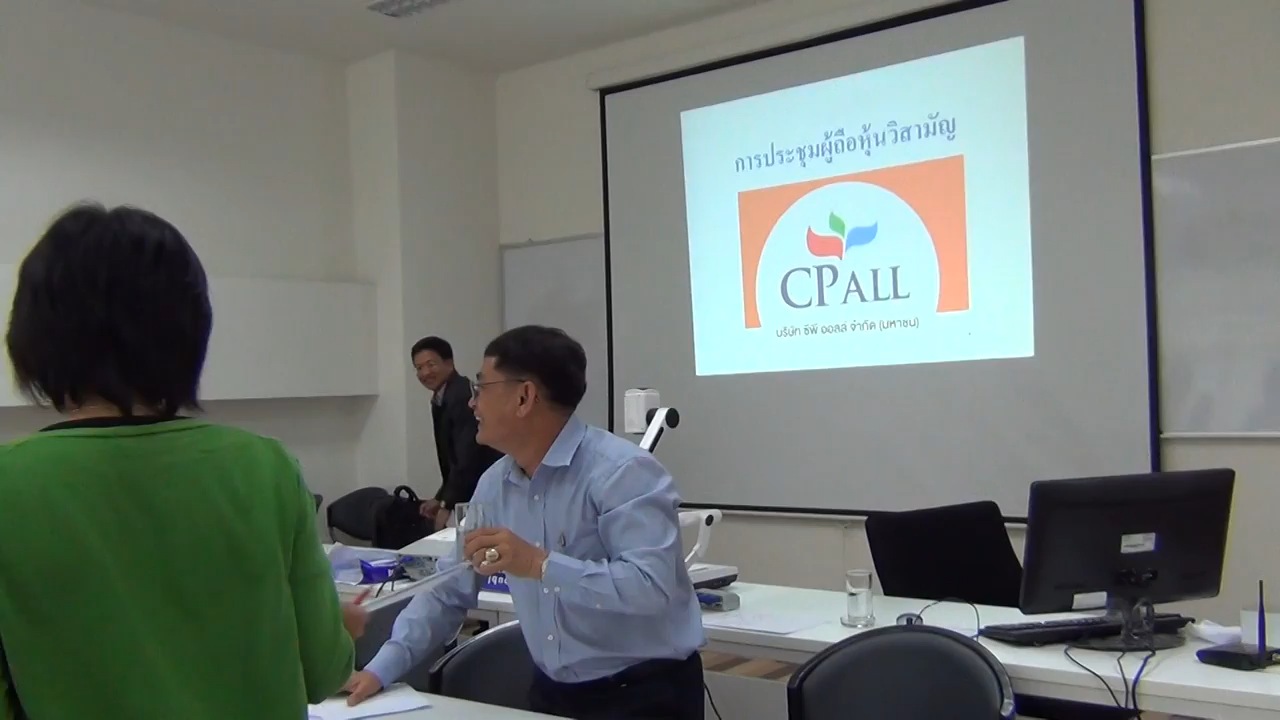 การประชุมผู้ถือหุ้นวิสามัญ
CPALL
บริษัท ซีพี ออลล์ จำกัด (มหาชน)